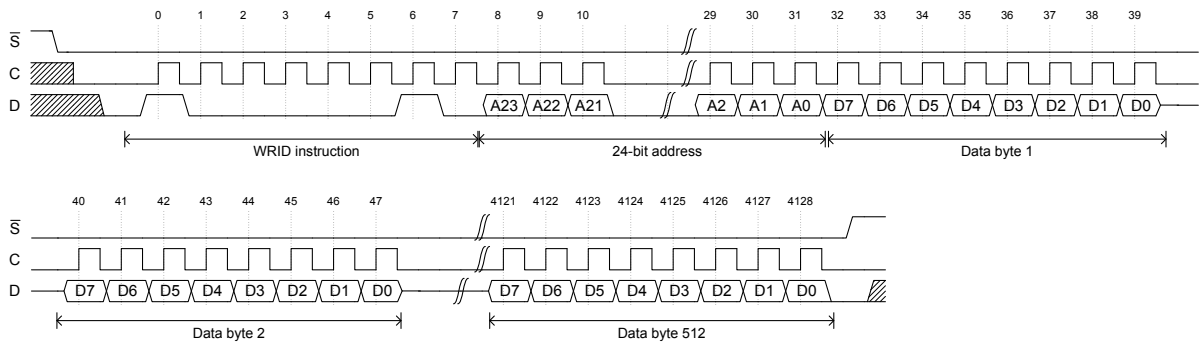 0 1 2 3 4 5 6 7 8 9 10 29 30 31 32 33 34 35 36 37 38 39
S
C
D A23 A22 A21 A2 A1 A0 D7 D6 D5 D4 D3 D2 D1 D0
WRID instruction 24-bit address Data byte 1
40 41 42 43 44 45 46 47 4121 4122 4123 4124 4125 4126 4127 4128
S
C
D D7 D6 D5 D4 D3 D2 D1 D0 D7 D6 D5 D4 D3 D2 D1 D0
Data byte 2 Data byte 512